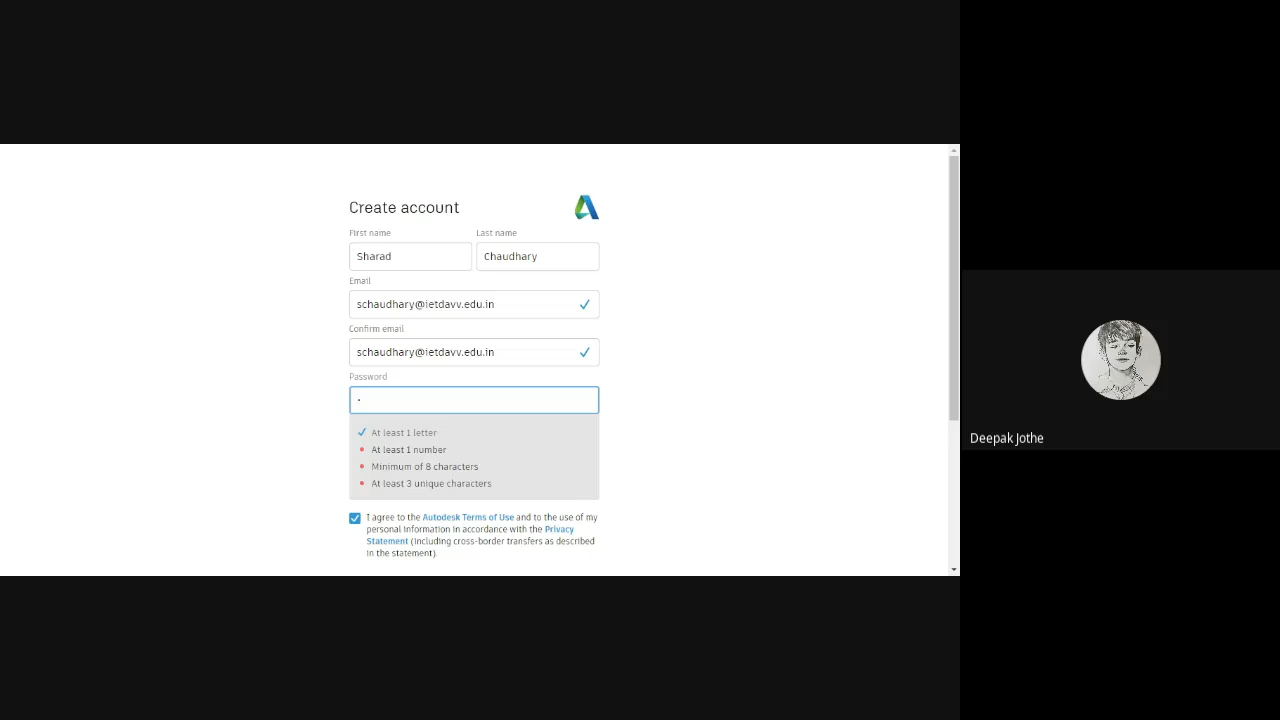 Create account
First name
Last name
Sharad
Chaudhary
Email
schaudhary@ietdavv.edu.in
Confirm email
schaudhary@ietdavv.edu.in
Password
At least 1 letter
At least 1 number
Minimum of 8 characters
At least 3 unique characters
I agree to the Autodesk Terms of Use and to the use of my
personal information in accordance with the Privacy
Statement (including cross-border transfers as described
in the statement).
Deepak Jothe